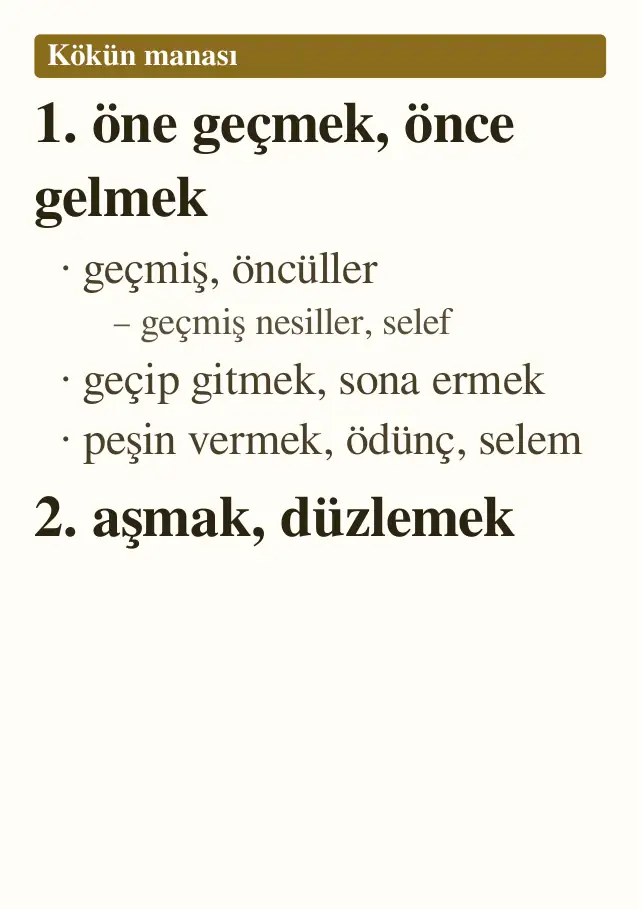 Kökün manası
1. öne geçmek, önce
gelmek
· geçmiş, öncüller
– geçmiş nesiller, selef
· geçip gitmek, sona ermek
· peşin vermek, ödünç, selem
2. aşmak, düzlemek